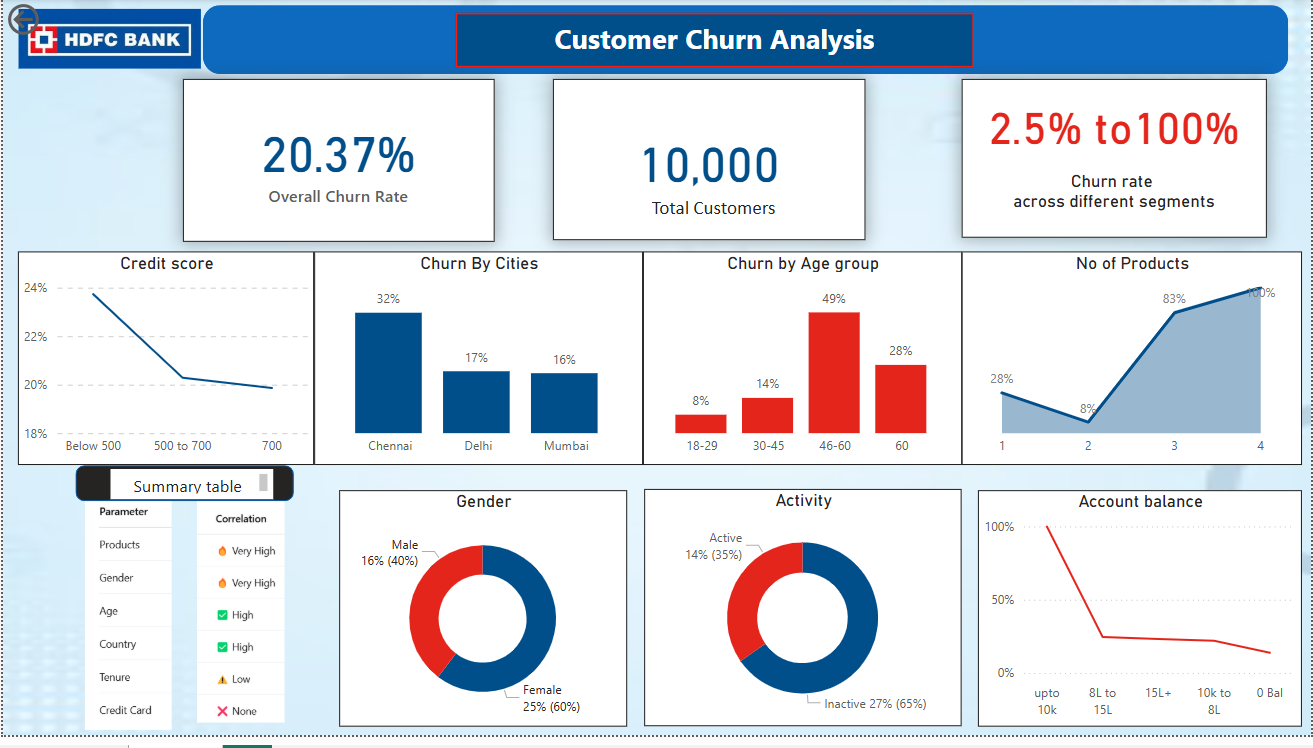 HDFC BANK
Customer Churn Analysis
20.37%
Overall Churn Rate
10,000
Total Customers
2.5% to100%
Churn rate
across different segments
Credit score
24%
22%
20%
18%
Below 500
500 to 700
700
Churn By Cities
32%
17%
16%
Chennai
Delhi
Mumbai
Churn by Age group
8%
14%
49%
28%
18-29
30-45
46-60
60
No of Products
28%
8%
83%
100%
1
2
3
4
Summary table
Parameter
Products
Gender
Age
Country
Tenure
Credit Card
Correlation
Very High
Very High
High
High
Low
None
Gender
Male
16% (40%)
Female
25% (60%)
Activity
Active
14% (35%)
Inactive 27% (65%)
Account balance
100%
50%
0%
upto
10k
8L to
15L
15L+
10k to
8L
0 Bal